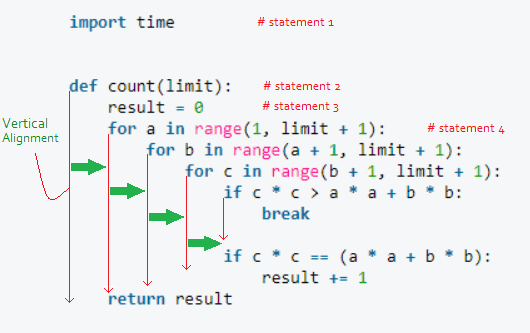 import time # statement 1
def count(limit): # statement 2
result = 0 # statement 3
for a in range(1, limit + 1): # statement 4
Vertical
Alignment
for b in range(a + 1, limit + 1):
for c in range(b + 1, limit + 1):
if c * c > a * a + b * b:
break
if c * c == (a * a + b * b):
result += 1
return result